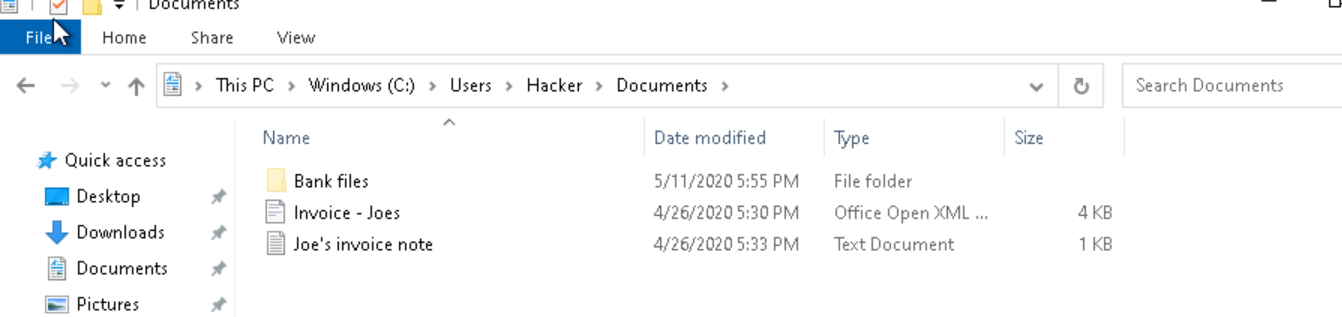 Documents
File Home Share View
This PC Windows (C:) Users Hacker Documents Search Documents
Name Date modified Type Size
Quick access
Bank files 5/11/2020 5:55 PM File folder
Desktop
Invoice - Joes 4/26/2020 5:30 PM Office Open XML ... 4 KB
Downloads
Joe's invoice note 4/26/2020 5:33 PM Text Document 1 KB
Documents
Pictures